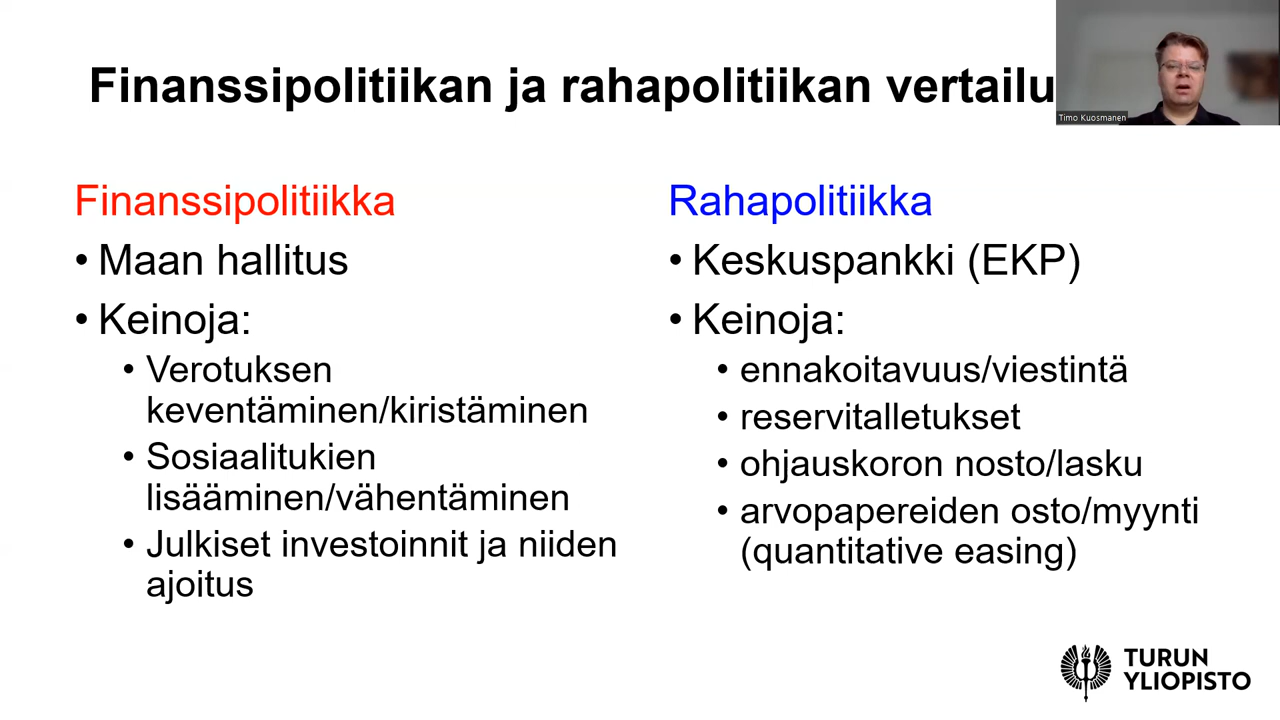 Finanssipolitiikan ja rahapolitiikan vertailu
Timo Kuosmanen
Finanssipolitiikka
• Maan hallitus
• Keinoja:
• Verotuksen
keventäminen/kiristäminen
• Sosiaalitukien
lisääminen/vähentäminen
• Julkiset investoinnit ja niiden
ajoitus
Rahapolitiikka
• Keskuspankki (EKP)
• Keinoja:
• ennakoitavuus/viestintä
• reservitalletukset
• ohjauskoron nosto/lasku
• arvopapereiden osto/myynti
(quantitative easing)
TURUN
YLIOPISTO